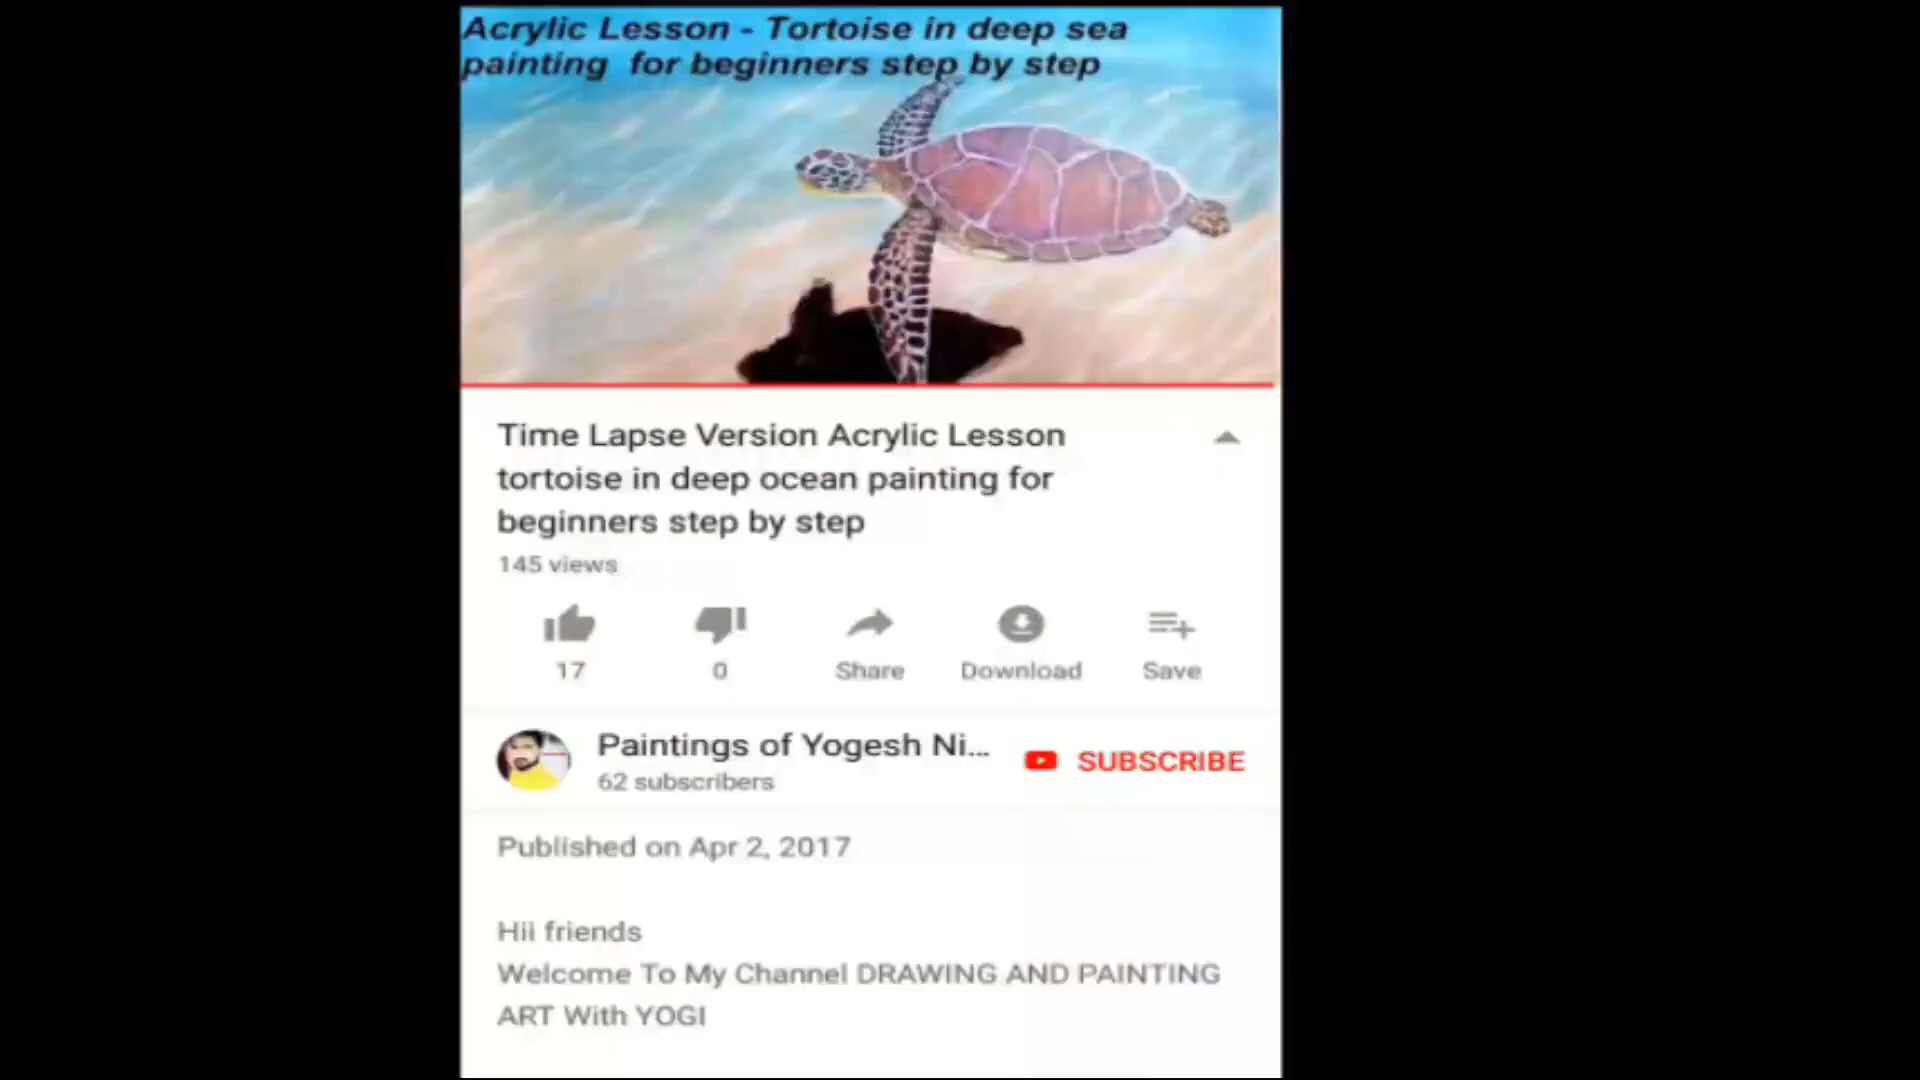 Acrylic Lesson - Tortoise in deep sea
painting for beginners step by step
Time Lapse Version Acrylic Lesson
tortoise in deep ocean painting for
beginners step by step
145 views
17
0
Share
Download
Save
Paintings of Yogesh Ni...
62 subscribers
SUBSCRIBE
Published on Apr 2, 2017
Hii friends
Welcome To My Channel DRAWING AND PAINTING
ART With YOGI